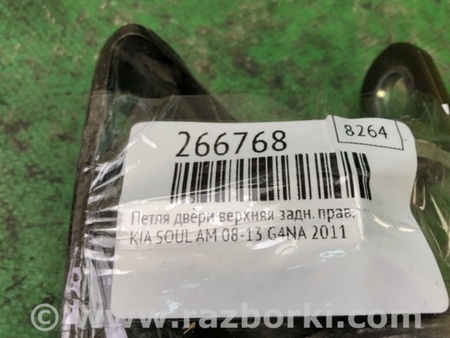 266768
8264
Петля двери верхняя задн. прав.
KIA SOUL AM 08-13 G4NA 2011
www.razborki.com